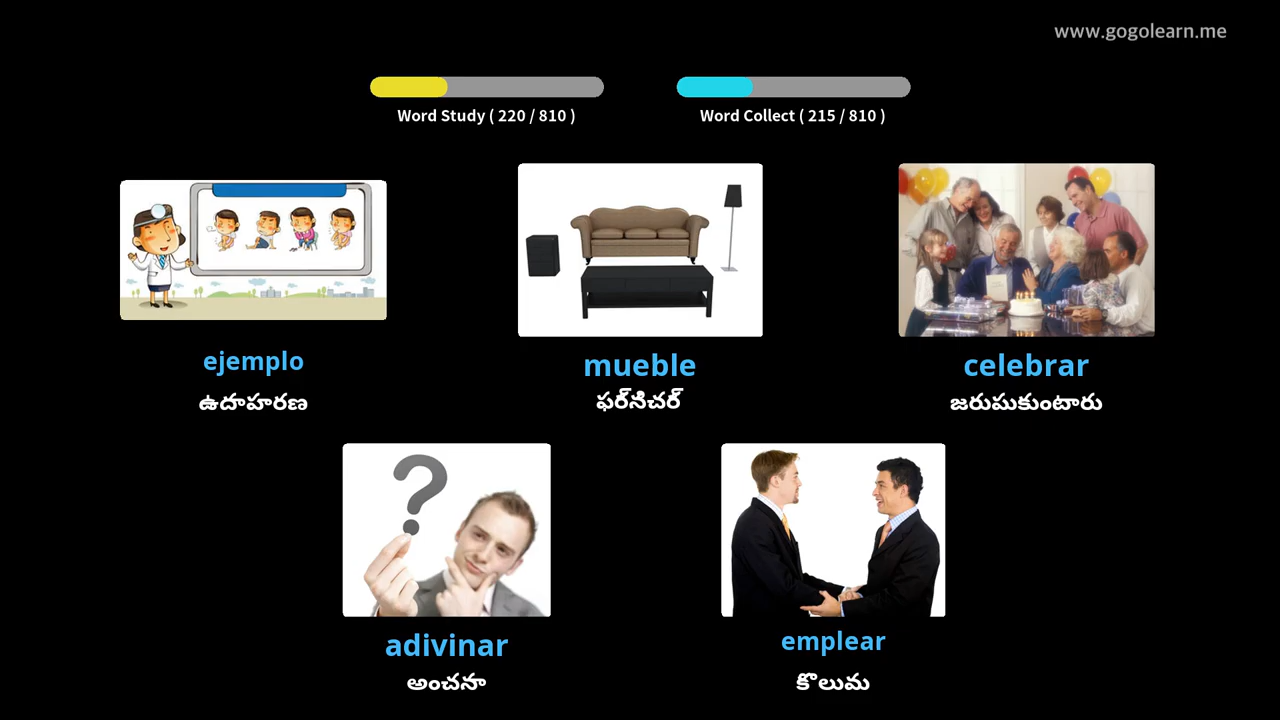 www.gogolearn.me
Word Study ( 220 / 810 )
Word Collect ( 215 / 810 )
ejemplo
ఉదాహరణ
mueble
ఫర్నిచర్
celebrar
జరుపుకుంటారు
adivinar
అంచనా
emplear
కొలుమ